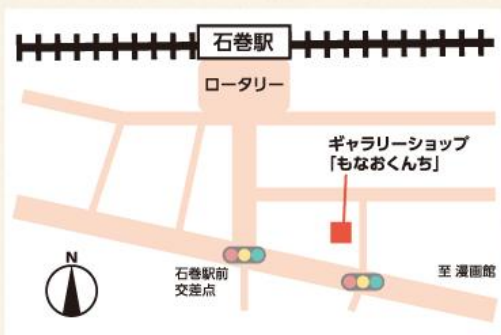 石巻駅
ロータリー
ギャラリーショップ
「もなおくんち」
N
石巻駅前
交差点
至 漫画館